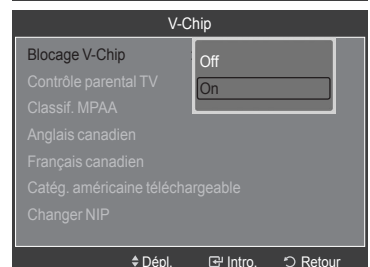 V-Chip
Blocage V-Chip : Off
On
Contrôle parental TV
Classif. MPAA
Anglais canadien
Français canadien
Catég. américaine téléchargeable
Changer NIP
Dépl. Intro. Retour